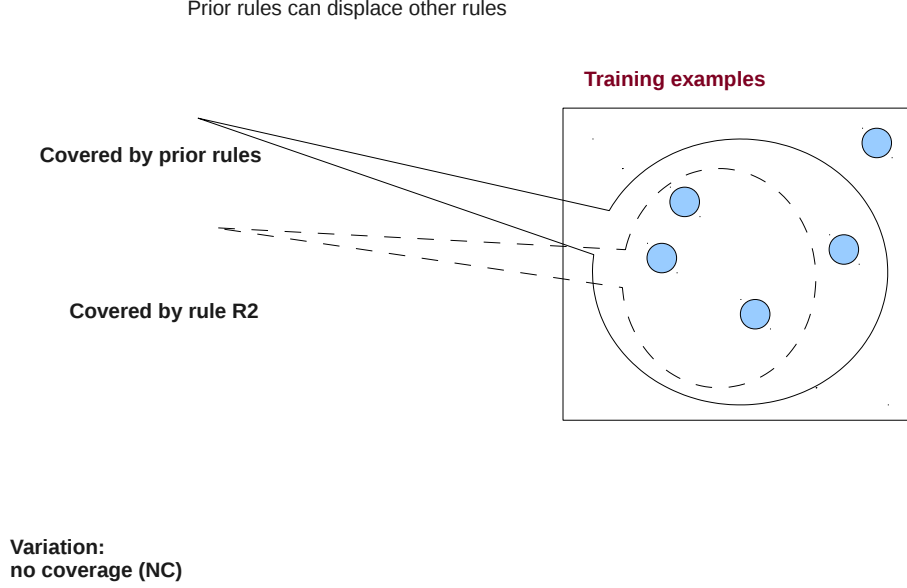 Prior rules can displace other rules
Training examples
Covered by prior rules
Covered by rule R2
Variation:
no coverage (NC)